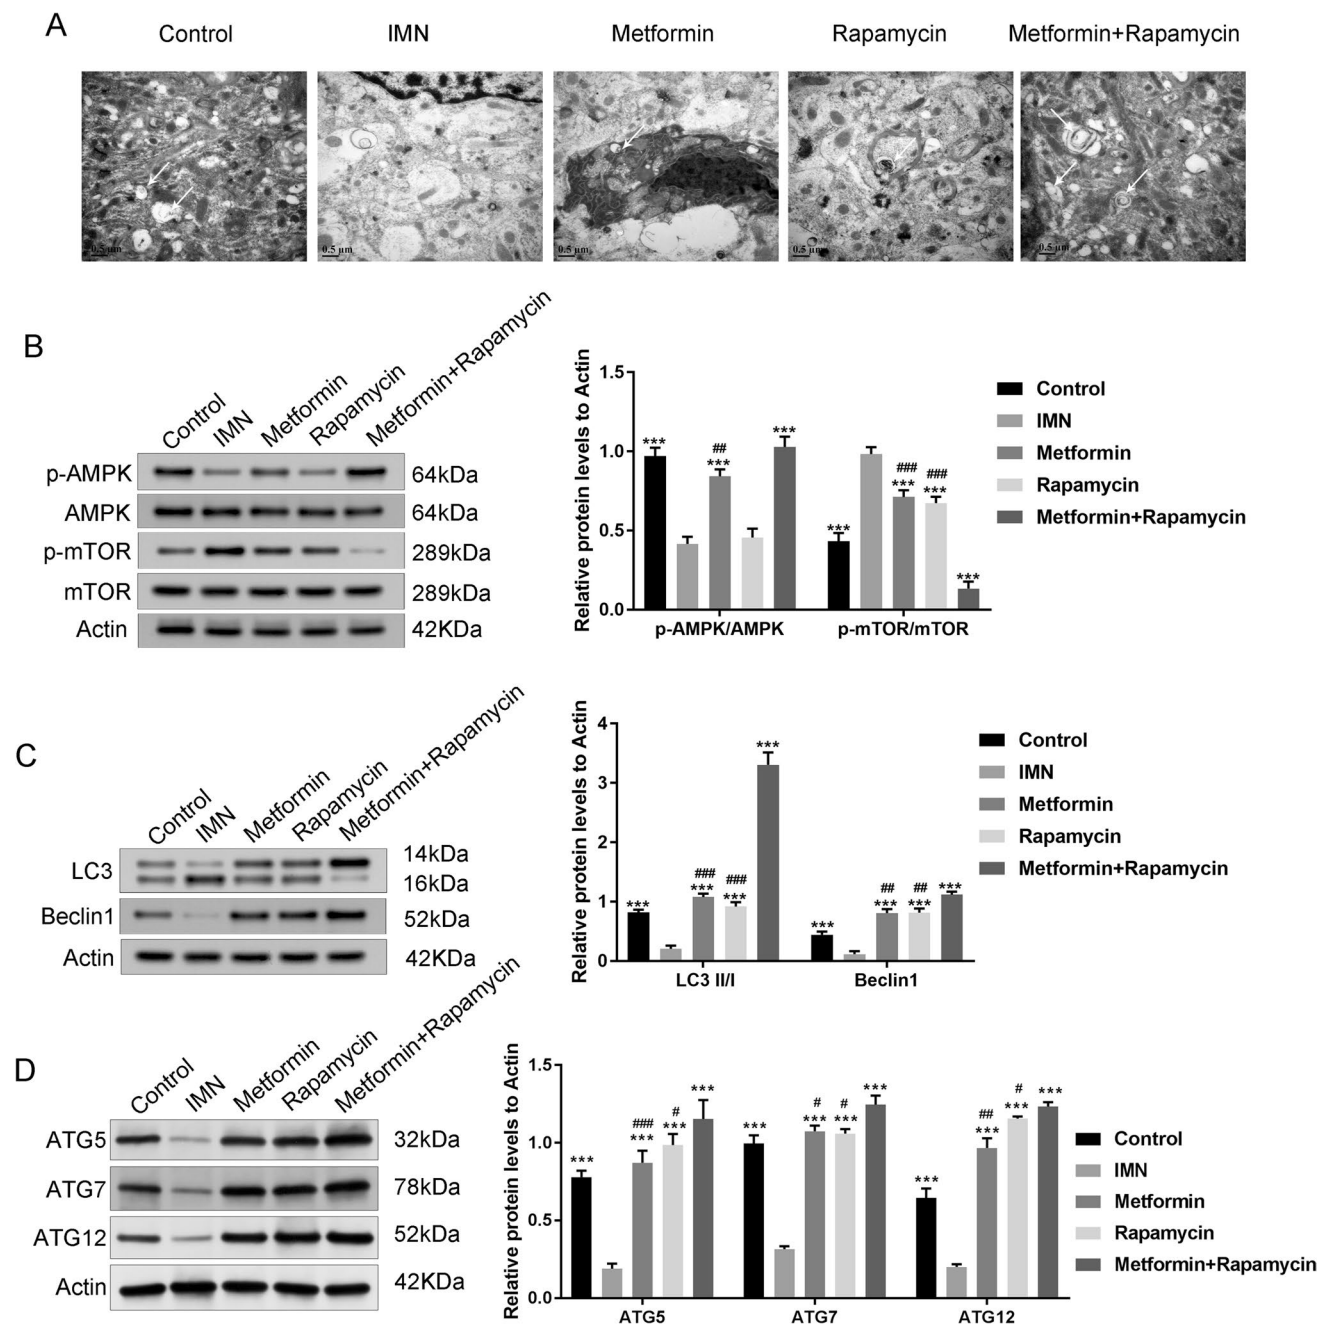 A
Control
IMN
Metformin
Rapamycin
Metformin+Rapamycin
0.5 μm
0.5 μm
0.5 μm
0.5 μm
0.5 μm
B
Control
IMN
Metformin
Rapamycin
Metformin+Rapamycin
p-AMPK
64kDa
AMPK
64kDa
p-mTOR
289kDa
mTOR
289kDa
Actin
42KDa
Relative protein levels to Actin
1.5
1.0
0.5
0.0
***
##
***
***
***
###
***
###
***
***
p-AMPK/AMPK
p-mTOR/mTOR
Control
IMN
Metformin
Rapamycin
Metformin+Rapamycin
C
Control
IMN
Metformin
Rapamycin
Metformin+Rapamycin
LC3
14kDa
16kDa
Beclin1
52kDa
Actin
42KDa
Relative protein levels to Actin
4
3
2
1
0
***
###
***
###
***
***
***
##
***
##
***
***
LC3 II/I
Beclin1
Control
IMN
Metformin
Rapamycin
Metformin+Rapamycin
D
Control
IMN
Metformin
Rapamycin
Metformin+Rapamycin
ATG5
32kDa
ATG7
78kDa
ATG12
52kDa
Actin
42KDa
Relative protein levels to Actin
1.5
1.0
0.5
0.0
***
###
***
#
***
***
***
#
***
#
***
***
***
##
***
#
***
***
ATG5
ATG7
ATG12
Control
IMN
Metformin
Rapamycin
Metformin+Rapamycin